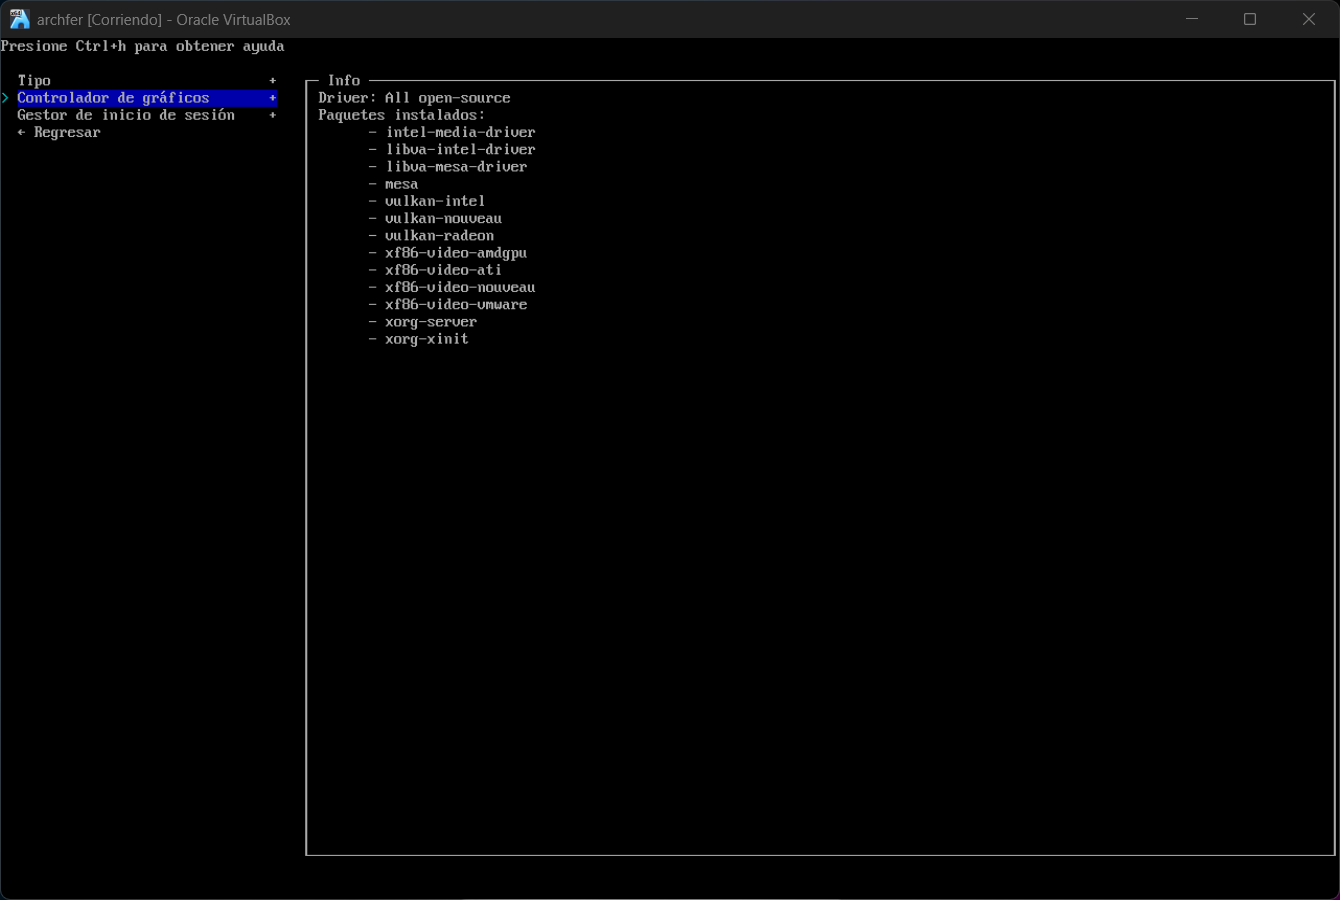 archfer [Corriendo] - Oracle VirtualBox
Presione Ctrl+h para obtener ayuda
Tipo +
> Controlador de gráficos +
Gestor de inicio de sesión +
← Regresar
Info
Driver: All open-source
Paquetes instalados:
- intel-media-driver
- libva-intel-driver
- libva-mesa-driver
- mesa
- vulkan-intel
- vulkan-nouveau
- vulkan-radeon
- xf86-video-amdgpu
- xf86-video-ati
- xf86-video-nouveau
- xf86-video-vmware
- xorg-server
- xorg-xinit